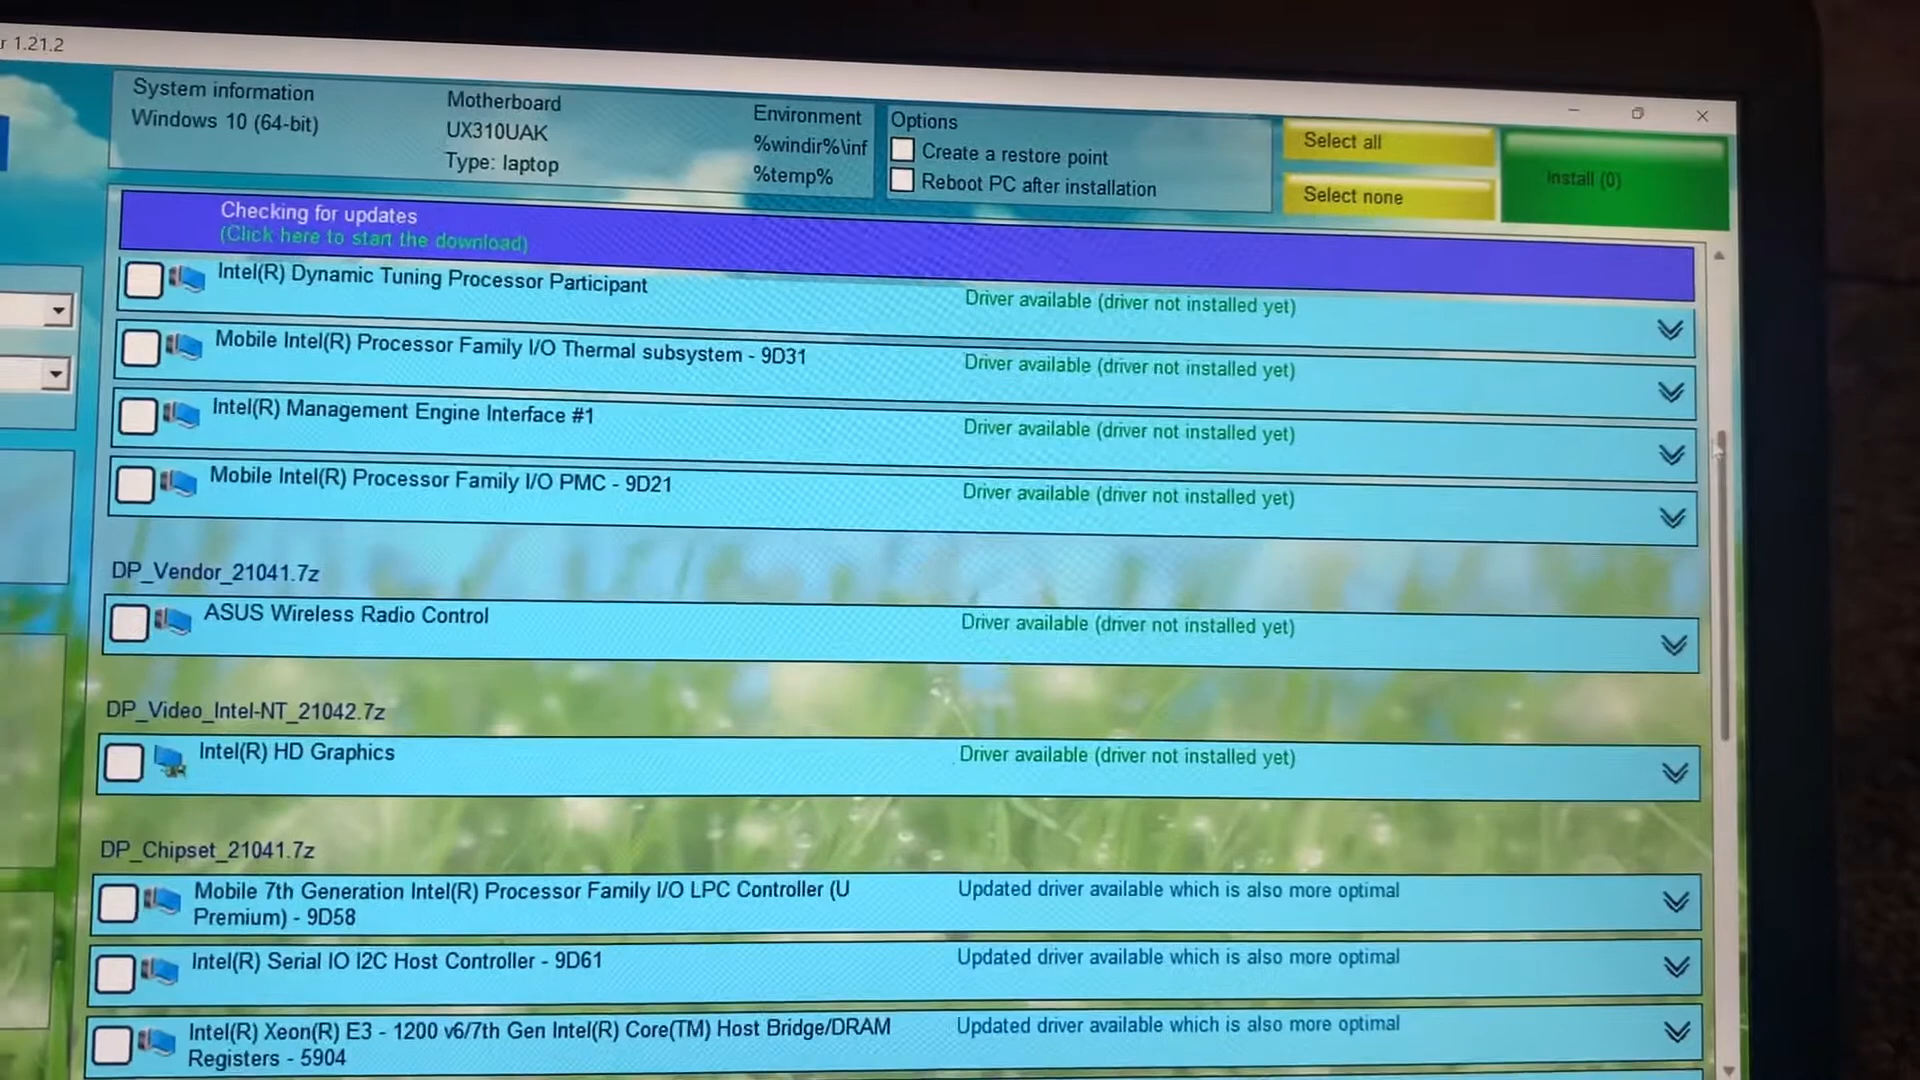 r 1.21.2
System information
Windows 10 (64-bit)
Motherboard
UX310UAK
Type: laptop
Environment
%windir%\inf
%temp%
Options
Create a restore point
Reboot PC after installation
Select all
Select none
Install (0)
Checking for updates
(Click here to start the download)
Intel(R) Dynamic Tuning Processor Participant
Driver available (driver not installed yet)
Mobile Intel(R) Processor Family I/O Thermal subsystem - 9D31
Driver available (driver not installed yet)
Intel(R) Management Engine Interface #1
Driver available (driver not installed yet)
Mobile Intel(R) Processor Family I/O PMC - 9D21
Driver available (driver not installed yet)
DP_Vendor_21041.7z
ASUS Wireless Radio Control
Driver available (driver not installed yet)
DP_Video_Intel-NT_21042.7z
Intel(R) HD Graphics
Driver available (driver not installed yet)
DP_Chipset_21041.7z
Mobile 7th Generation Intel(R) Processor Family I/O LPC Controller (U
Premium) - 9D58
Updated driver available which is also more optimal
Intel(R) Serial IO I2C Host Controller - 9D61
Updated driver available which is also more optimal
Intel(R) Xeon(R) E3 - 1200 v6/7th Gen Intel(R) Core(TM) Host Bridge/DRAM
Registers - 5904
Updated driver available which is also more optimal